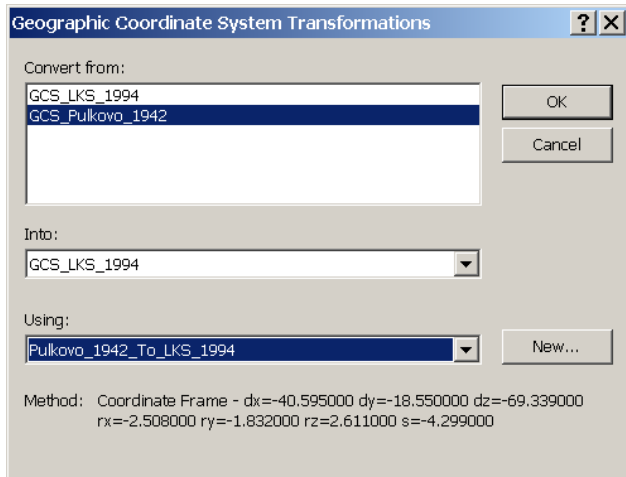 Geographic Coordinate System Transformations
Convert from:
GCS_LKS_1994
GCS_Pulkovo_1942
OK
Cancel
Into:
GCS_LKS_1994
Using:
Pulkovo_1942_To_LKS_1994
New...
Method: Coordinate Frame - dx=-40.595000 dy=-18.550000 dz=-69.339000
rx=-2.508000 ry=-1.832000 rz=2.611000 s=-4.299000